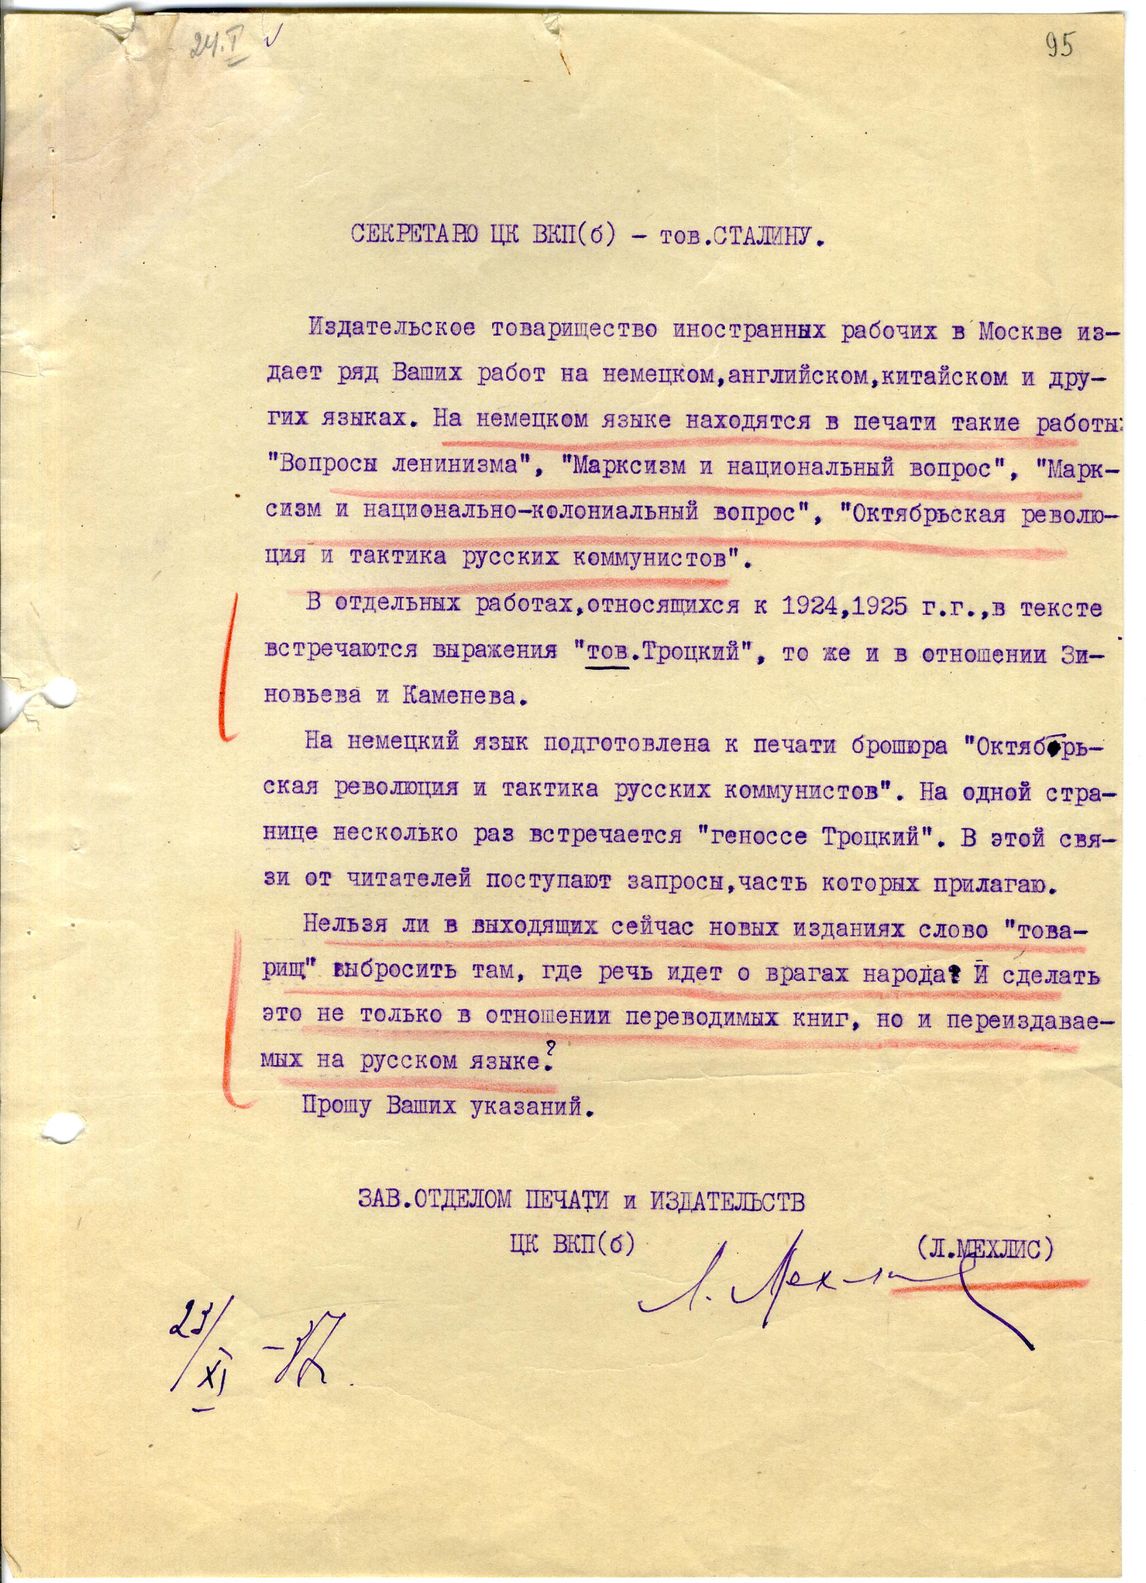 24.I
95
СЕКРЕТАРЮ ЦК ВКП(б) - тов.СТАЛИНУ.
Издательское товарищество иностранных рабочих в Москве из-
дает ряд Ваших работ на немецком,английском,китайском и дру-
гих языках. На немецком языке находятся в печати такие работы:
"Вопросы ленинизма", "Марксизм и национальный вопрос", "Марк-
сизм и национально-колониальный вопрос", "Октябрьская револю-
ция и тактика русских коммунистов".
В отдельных работах,относящихся к 1924,1925 г.г.,в тексте
встречаются выражения "тов.Троцкий", то же и в отношении Зи-
новьева и Каменева.
На немецкий язык подготовлена к печати брошюра "Октябрь-
ская революция и тактика русских коммунистов". На одной стра-
нице несколько раз встречается "геноссе Троцкий". В этой свя-
зи от читателей поступают запросы,часть которых прилагаю.
Нельзя ли в выходящих сейчас новых изданиях слово "това-
рищ" выбросить там, где речь идет о врагах народа? И сделать
это не только в отношении переводимых книг, но и переиздавае-
мых на русском языке?
Прошу Ваших указаний.
ЗАВ.ОТДЕЛОМ ПЕЧАТИ и ИЗДАТЕЛЬСТВ
ЦК ВКП(б) (Л.МЕХЛИС)
Л. Мехлис
23/XI -37.